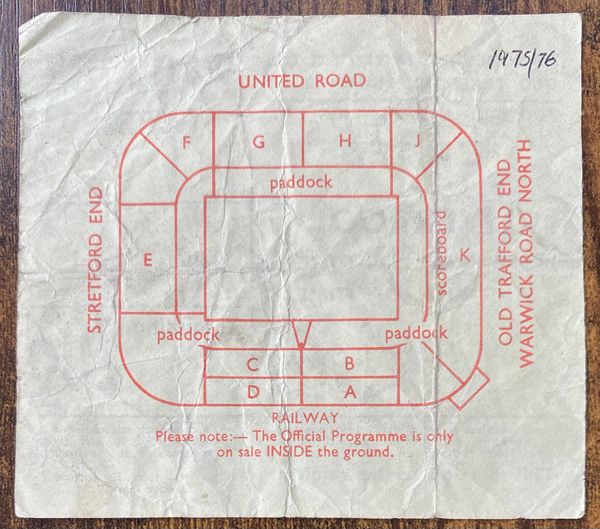 1975/76
UNITED ROAD
F
G
H
J
paddock
STRETFORD END
E
scoreboard
K
OLD TRAFFORD END
WARWICK ROAD NORTH
paddock
paddock
C
B
D
A
RAILWAY
Please note:— The Official Programme is only
on sale INSIDE the ground.